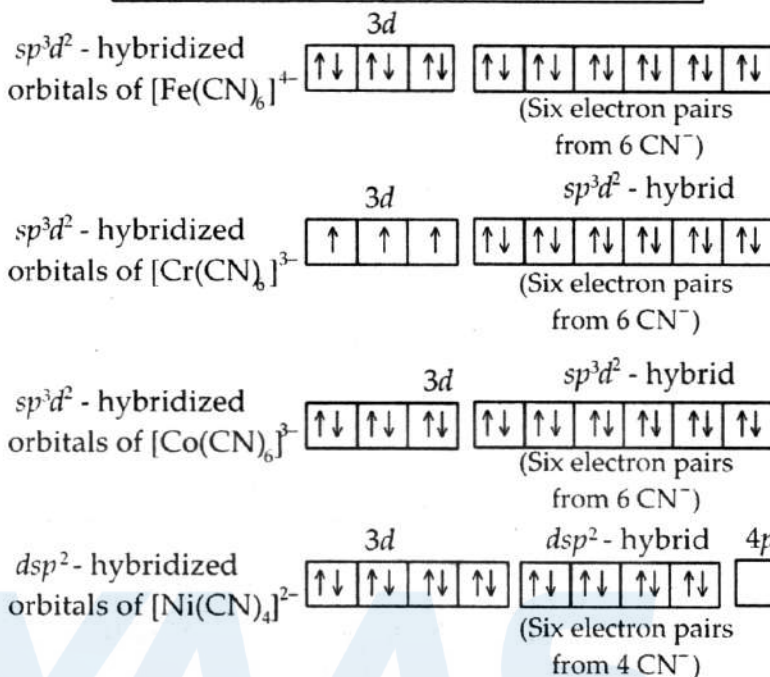 3d
sp³d² - hybridized
orbitals of [Fe(CN)₆]⁴⁻
↑↓ ↑↓ ↑↓ ↑↓ ↑↓ ↑↓ ↑↓ ↑↓ ↑↓
(Six electron pairs
from 6 CN⁻)
3d sp³d² - hybrid
sp³d² - hybridized
orbitals of [Cr(CN)₆]³⁻
↑ ↑ ↑ ↑↓ ↑↓ ↑↓ ↑↓ ↑↓ ↑↓
(Six electron pairs
from 6 CN⁻)
3d sp³d² - hybrid
sp³d² - hybridized
orbitals of [Co(CN)₆]³⁻
↑↓ ↑↓ ↑↓ ↑↓ ↑↓ ↑↓ ↑↓ ↑↓ ↑↓
(Six electron pairs
from 6 CN⁻)
3d dsp² - hybrid 4p
dsp² - hybridized
orbitals of [Ni(CN)₄]²⁻
↑↓ ↑↓ ↑↓ ↑↓ ↑↓ ↑↓ ↑↓ ↑↓
(Six electron pairs
from 4 CN⁻)